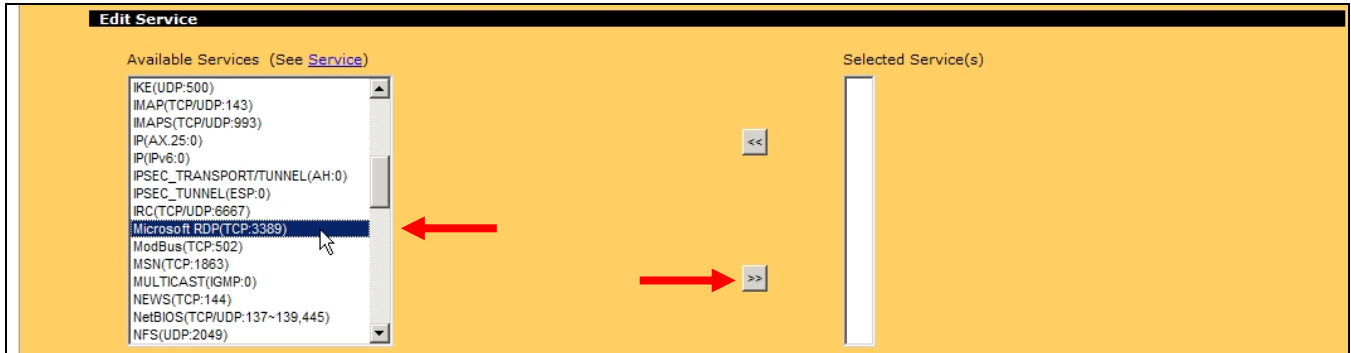 Edit Service
Available Services (See Service)
Selected Service(s)
IKE(UDP:500)
IMAP(TCP/UDP:143)
IMAPS(TCP/UDP:993)
IP(AX.25:0)
IP(IPv6:0)
IPSEC_TRANSPORT/TUNNEL(AH:0)
IPSEC_TUNNEL(ESP:0)
IRC(TCP/UDP:6667)
Microsoft RDP(TCP:3389)
ModBus(TCP:502)
MSN(TCP:1863)
MULTICAST(IGMP:0)
NEWS(TCP:144)
NetBIOS(TCP/UDP:137~139,445)
NFS(UDP:2049)
<<
>>